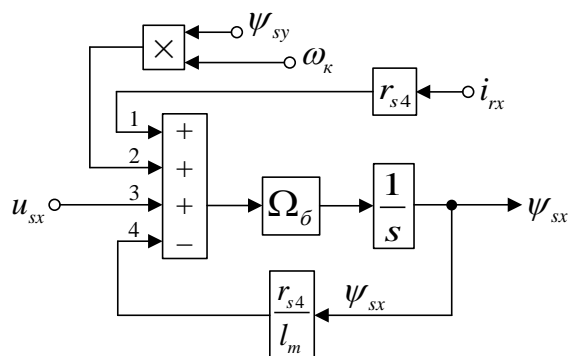 ψ_sy
×
ω_к
r_s4
i_rx
1 +
2 +
u_sx 3 +
4 −
Ω_б
1/s
ψ_sx
r_s4/l_m
ψ_sx